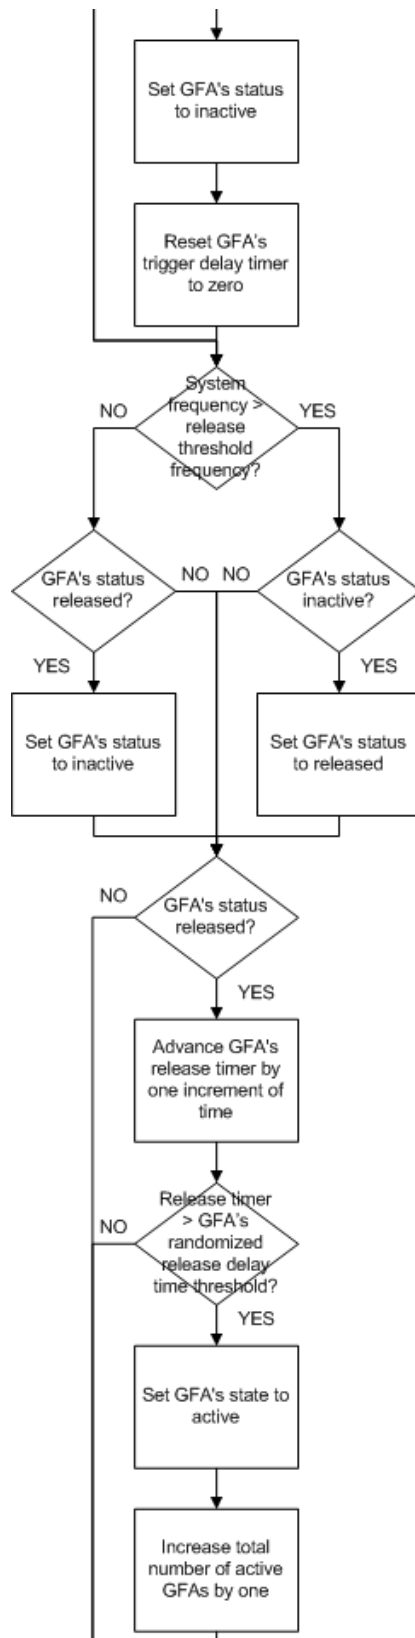 Set GFA's status
to inactive
Reset GFA's
trigger delay timer
to zero
System
frequency >
release
threshold
frequency?
NO
YES
GFA's status
released?
NO
NO
GFA's status
inactive?
YES
YES
Set GFA's status
to inactive
Set GFA's status
to released
NO
GFA's status
released?
YES
Advance GFA's
release timer by
one increment of
time
Release timer
> GFA's
randomized
release delay
time threshold?
NO
YES
Set GFA's state to
active
Increase total
number of active
GFAs by one